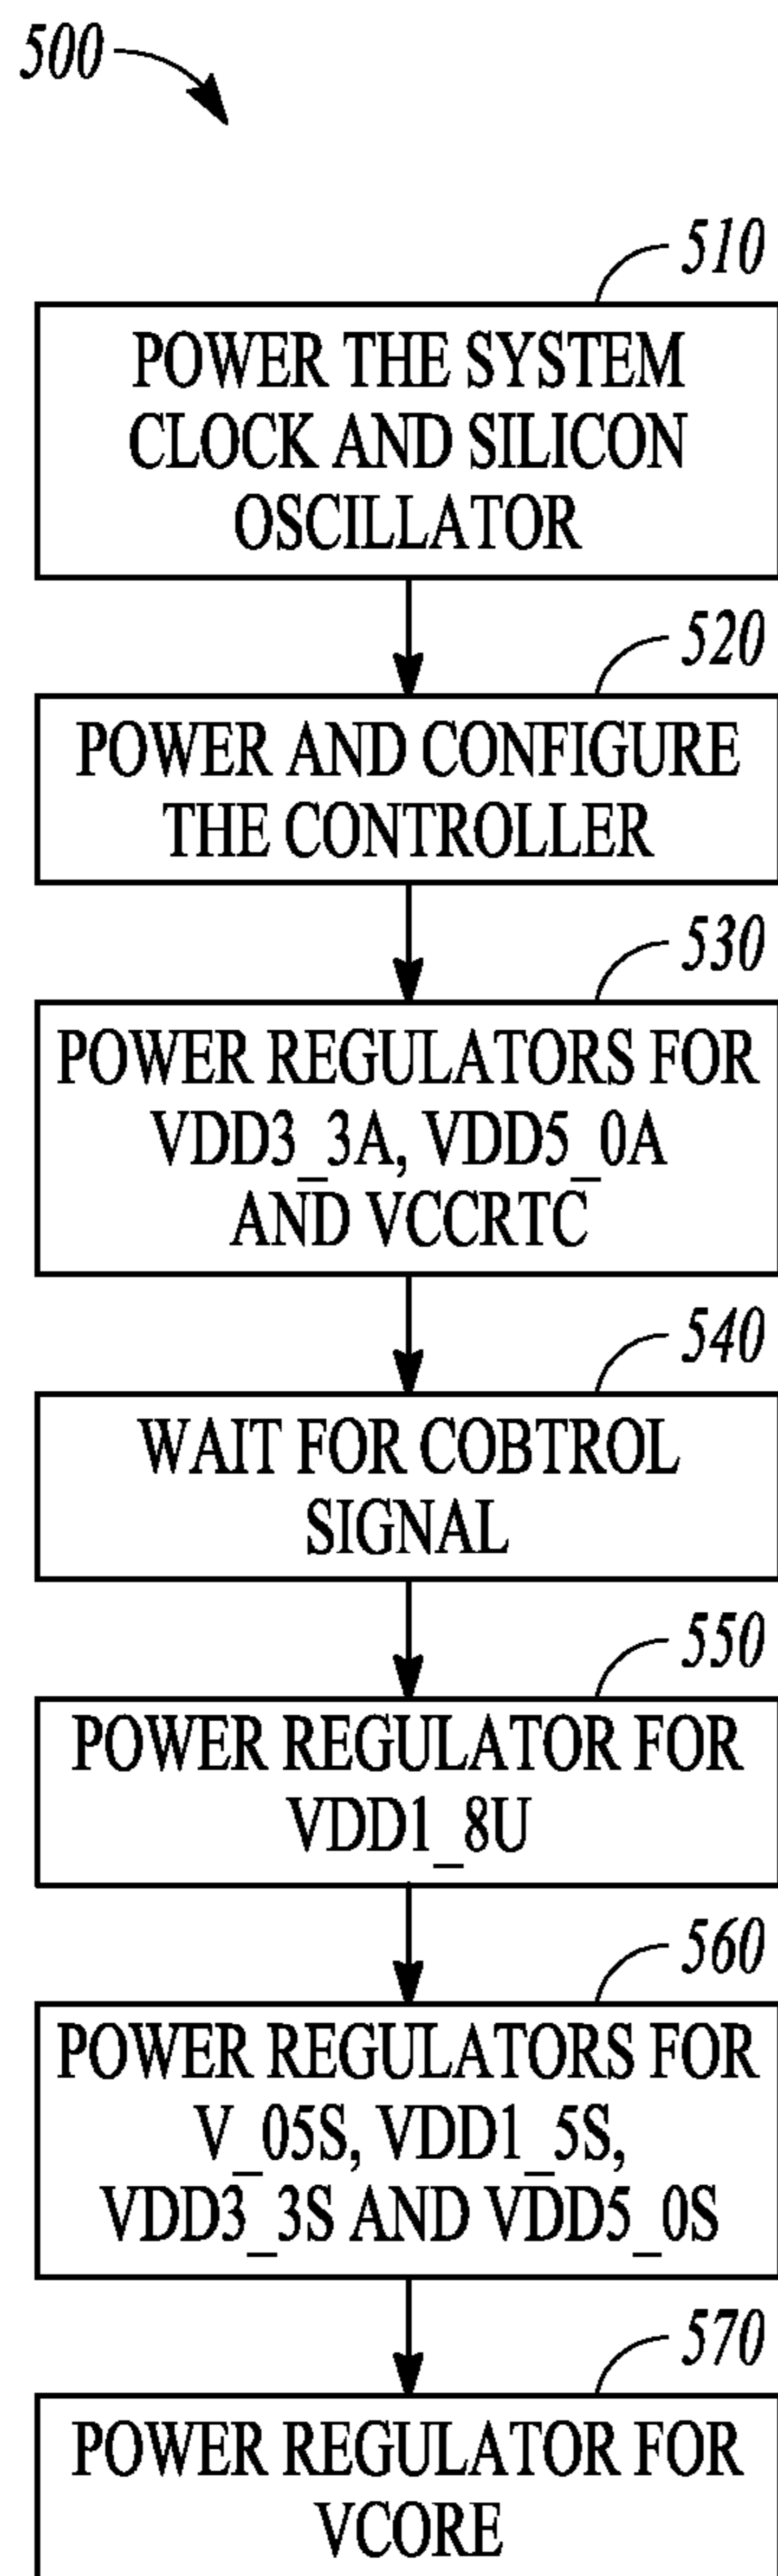 500
510
POWER THE SYSTEM
CLOCK AND SILICON
OSCILLATOR
520
POWER AND CONFIGURE
THE CONTROLLER
530
POWER REGULATORS FOR
VDD3_3A, VDD5_0A
AND VCCRTC
540
WAIT FOR COBTROL
SIGNAL
550
POWER REGULATOR FOR
VDD1_8U
560
POWER REGULATORS FOR
V_05S, VDD1_5S,
VDD3_3S AND VDD5_0S
570
POWER REGULATOR FOR
VCORE